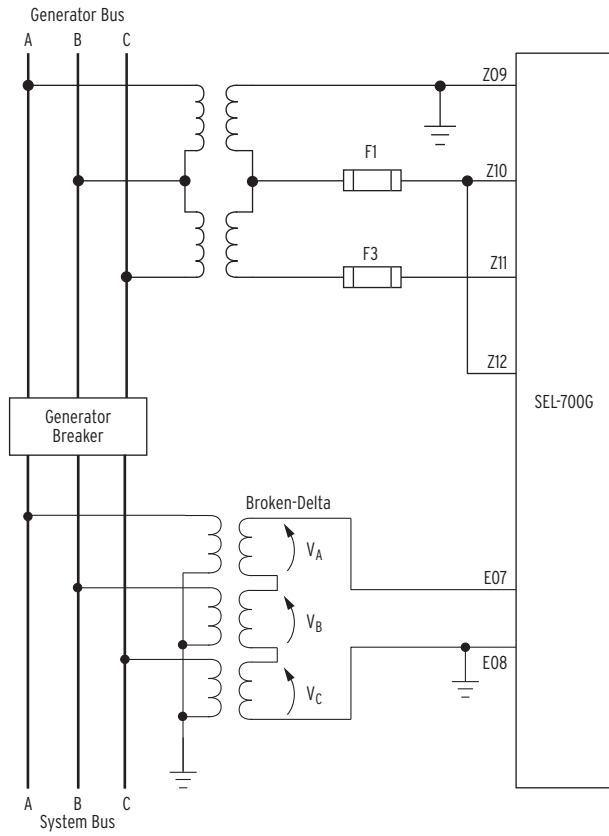 Generator Bus
A B C
Z09
F1
Z10
F3
Z11
Z12
SEL-700G
Generator
Breaker
Broken-Delta
VA
E07
VB
E08
VC
A B C
System Bus